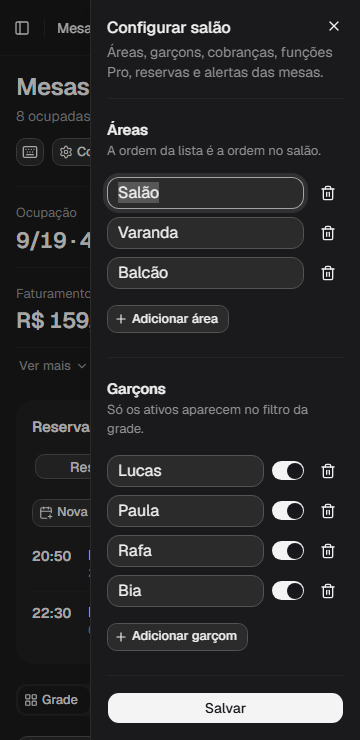 Configurar salão
Áreas, garçons, cobranças, funções
Pro, reservas e alertas das mesas.
Áreas
A ordem da lista é a ordem no salão.
Salão
Varanda
Balcão
+ Adicionar área
Garçons
Só os ativos aparecem no filtro da
grade.
Lucas
Paula
Rafa
Bia
+ Adicionar garçom
Salvar
Mesas
8 ocupadas
Ocupação
9/19 · 4
Faturamento
R$ 159
Ver mais
Reserva
Nova
20:50
22:30
Grade